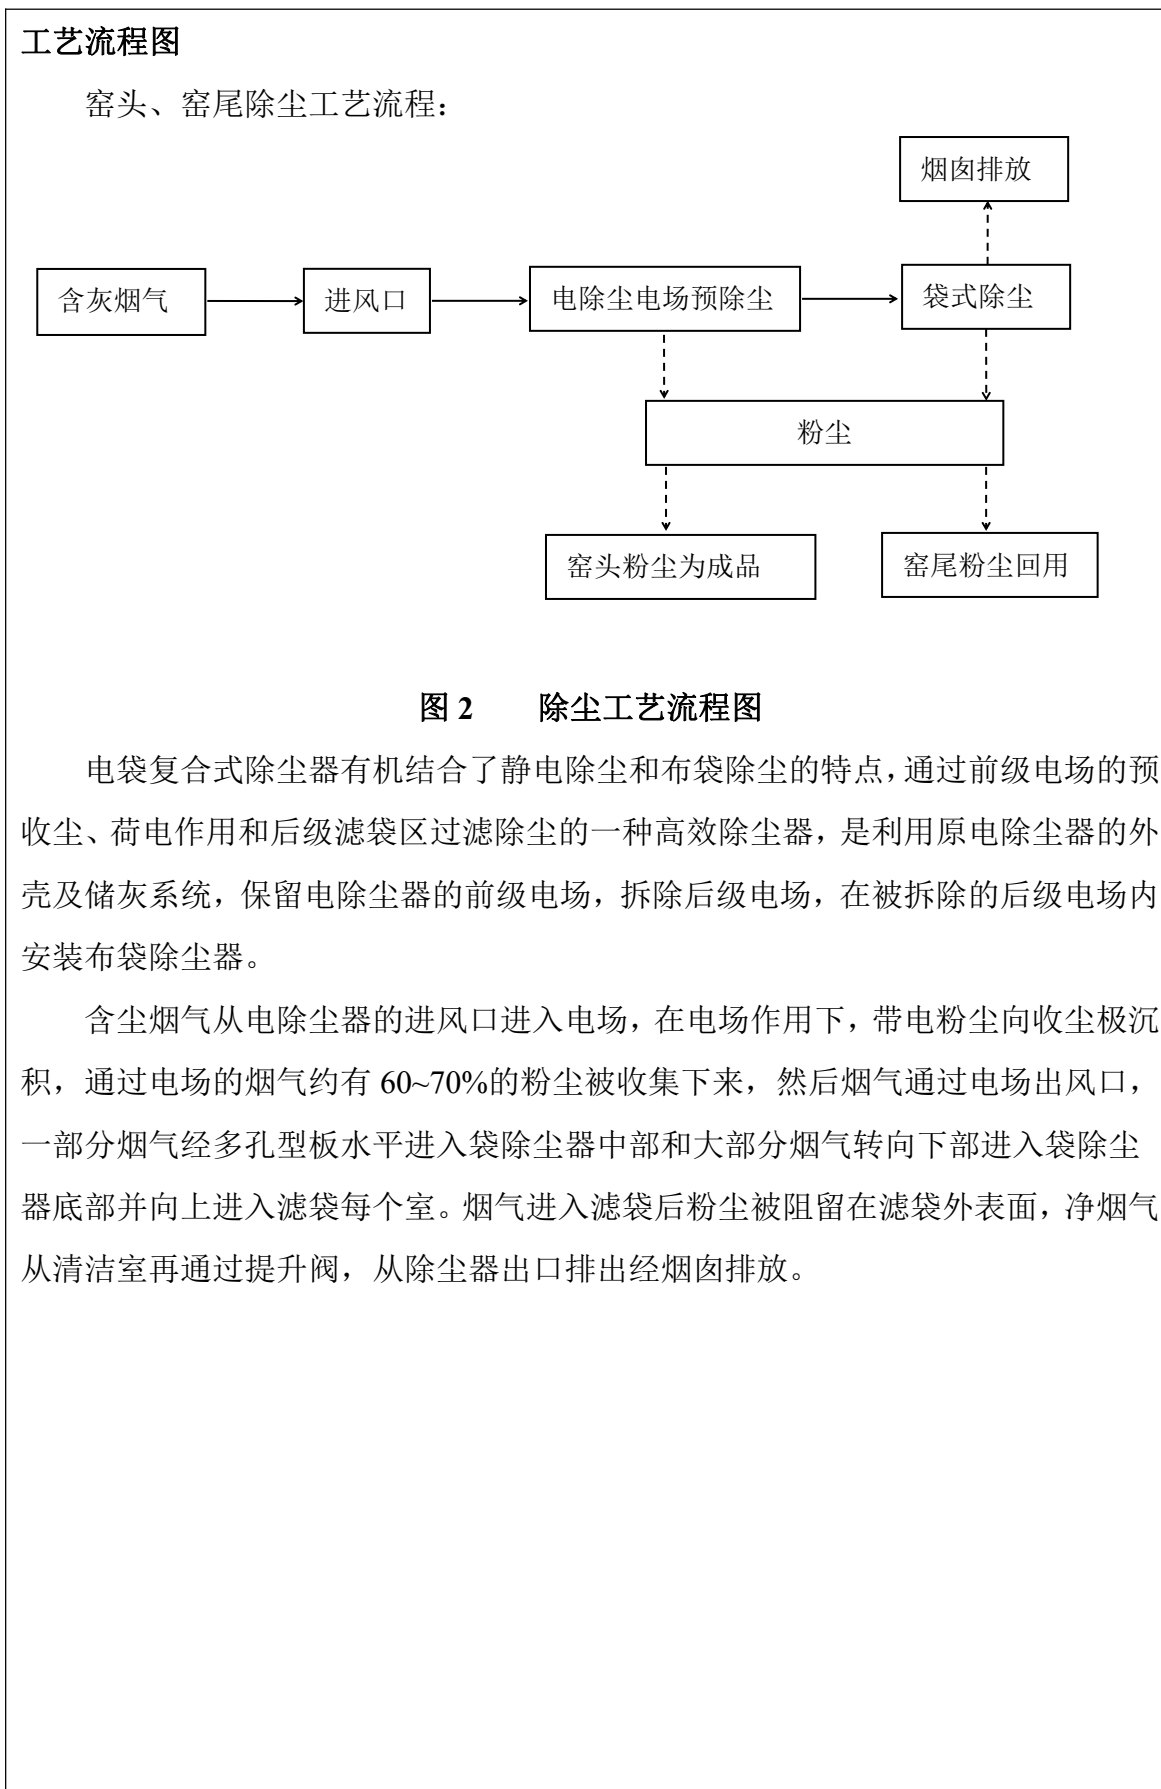 工艺流程图
窑头、窑尾除尘工艺流程：
烟囱排放
含灰烟气
进风口
电除尘电场预除尘
袋式除尘
粉尘
窑头粉尘为成品
窑尾粉尘回用
图 2 除尘工艺流程图
电袋复合式除尘器有机结合了静电除尘和布袋除尘的特点，通过前级电场的预
收尘、荷电作用和后级滤袋区过滤除尘的一种高效除尘器，是利用原电除尘器的外
壳及储灰系统，保留电除尘器的前级电场，拆除后级电场，在被拆除的后级电场内
安装布袋除尘器。
含尘烟气从电除尘器的进风口进入电场，在电场作用下，带电粉尘向收尘极沉
积，通过电场的烟气约有 60~70%的粉尘被收集下来，然后烟气通过电场出风口，
一部分烟气经多孔型板水平进入袋除尘器中部和大部分烟气转向下部进入袋除尘
器底部并向上进入滤袋每个室。烟气进入滤袋后粉尘被阻留在滤袋外表面，净烟气
从清洁室再通过提升阀，从除尘器出口排出经烟囱排放。